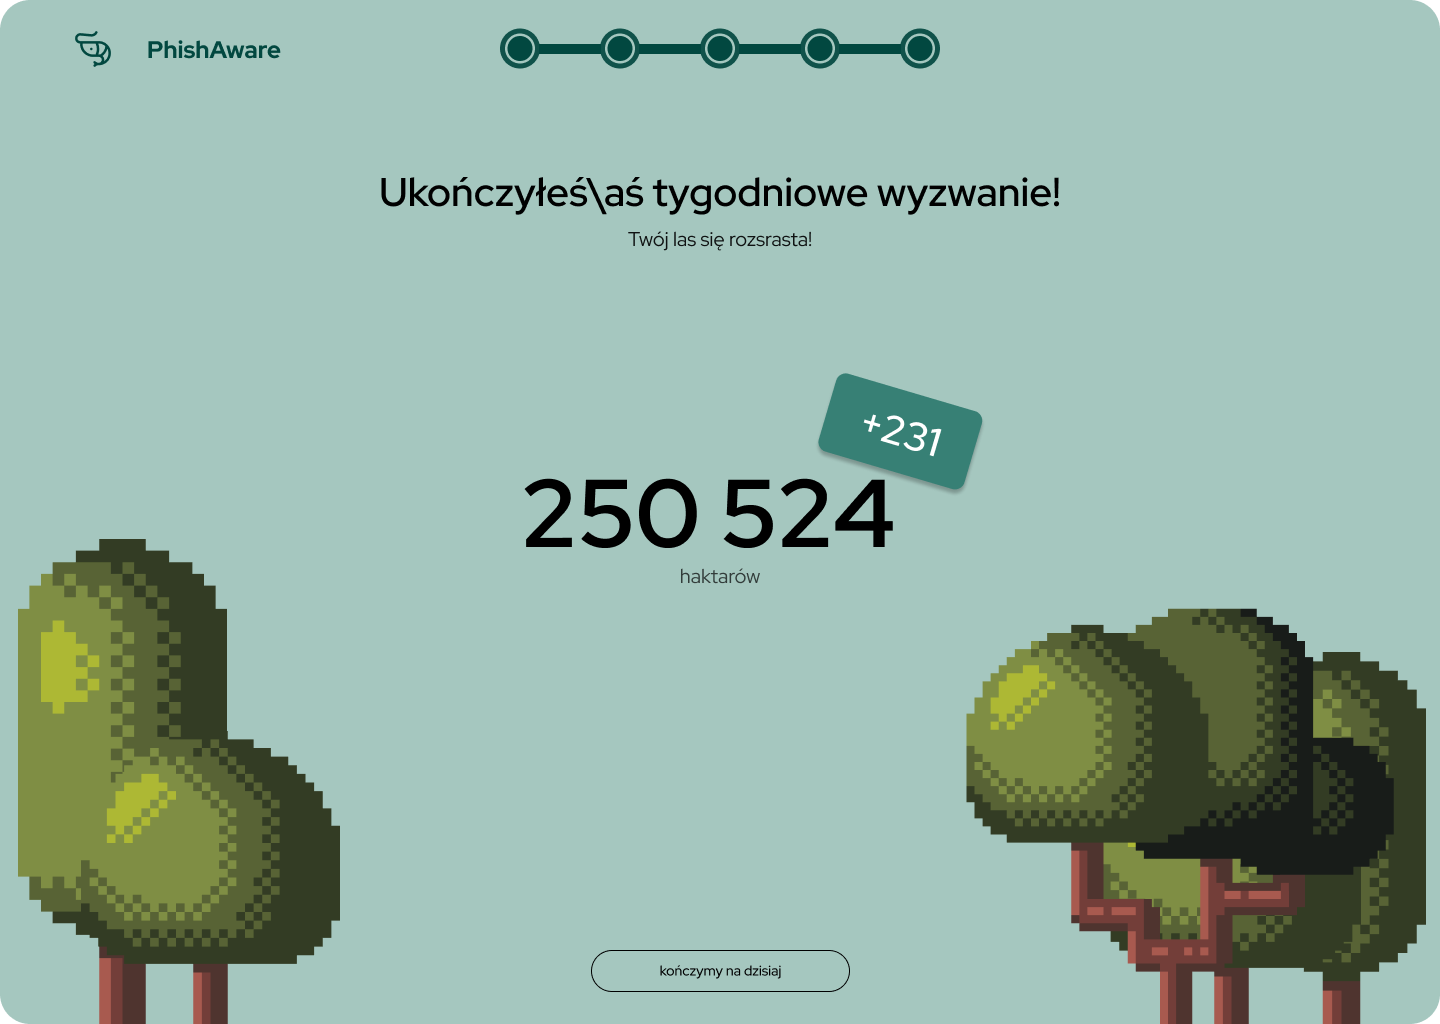 PhishAware
Ukończyłeś\aś tygodniowe wyzwanie!
Twój las się rozsrasta!
+231
250 524
haktarów
kończymy na dzisiaj